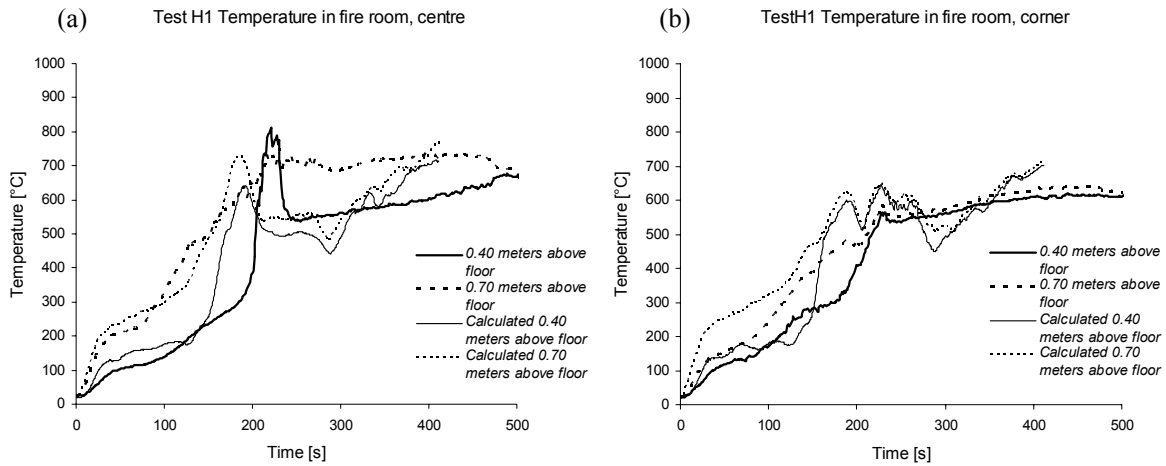 (a)
Test H1 Temperature in fire room, centre
1000
900
800
700
600
500
400
300
200
100
0
Temperature [°C]
0
100
200
300
400
500
Time [s]
0.40 meters above
floor
0.70 meters above
floor
Calculated 0.40
meters above floor
Calculated 0.70
meters above floor
(b)
TestH1 Temperature in fire room, corner
1000
900
800
700
600
500
400
300
200
100
0
Temperature [°C]
0
100
200
300
400
500
Time [s]
0.40 meters above
floor
0.70 meters above
floor
Calculated 0.40
meters above floor
Calculated 0.70
meters above floor